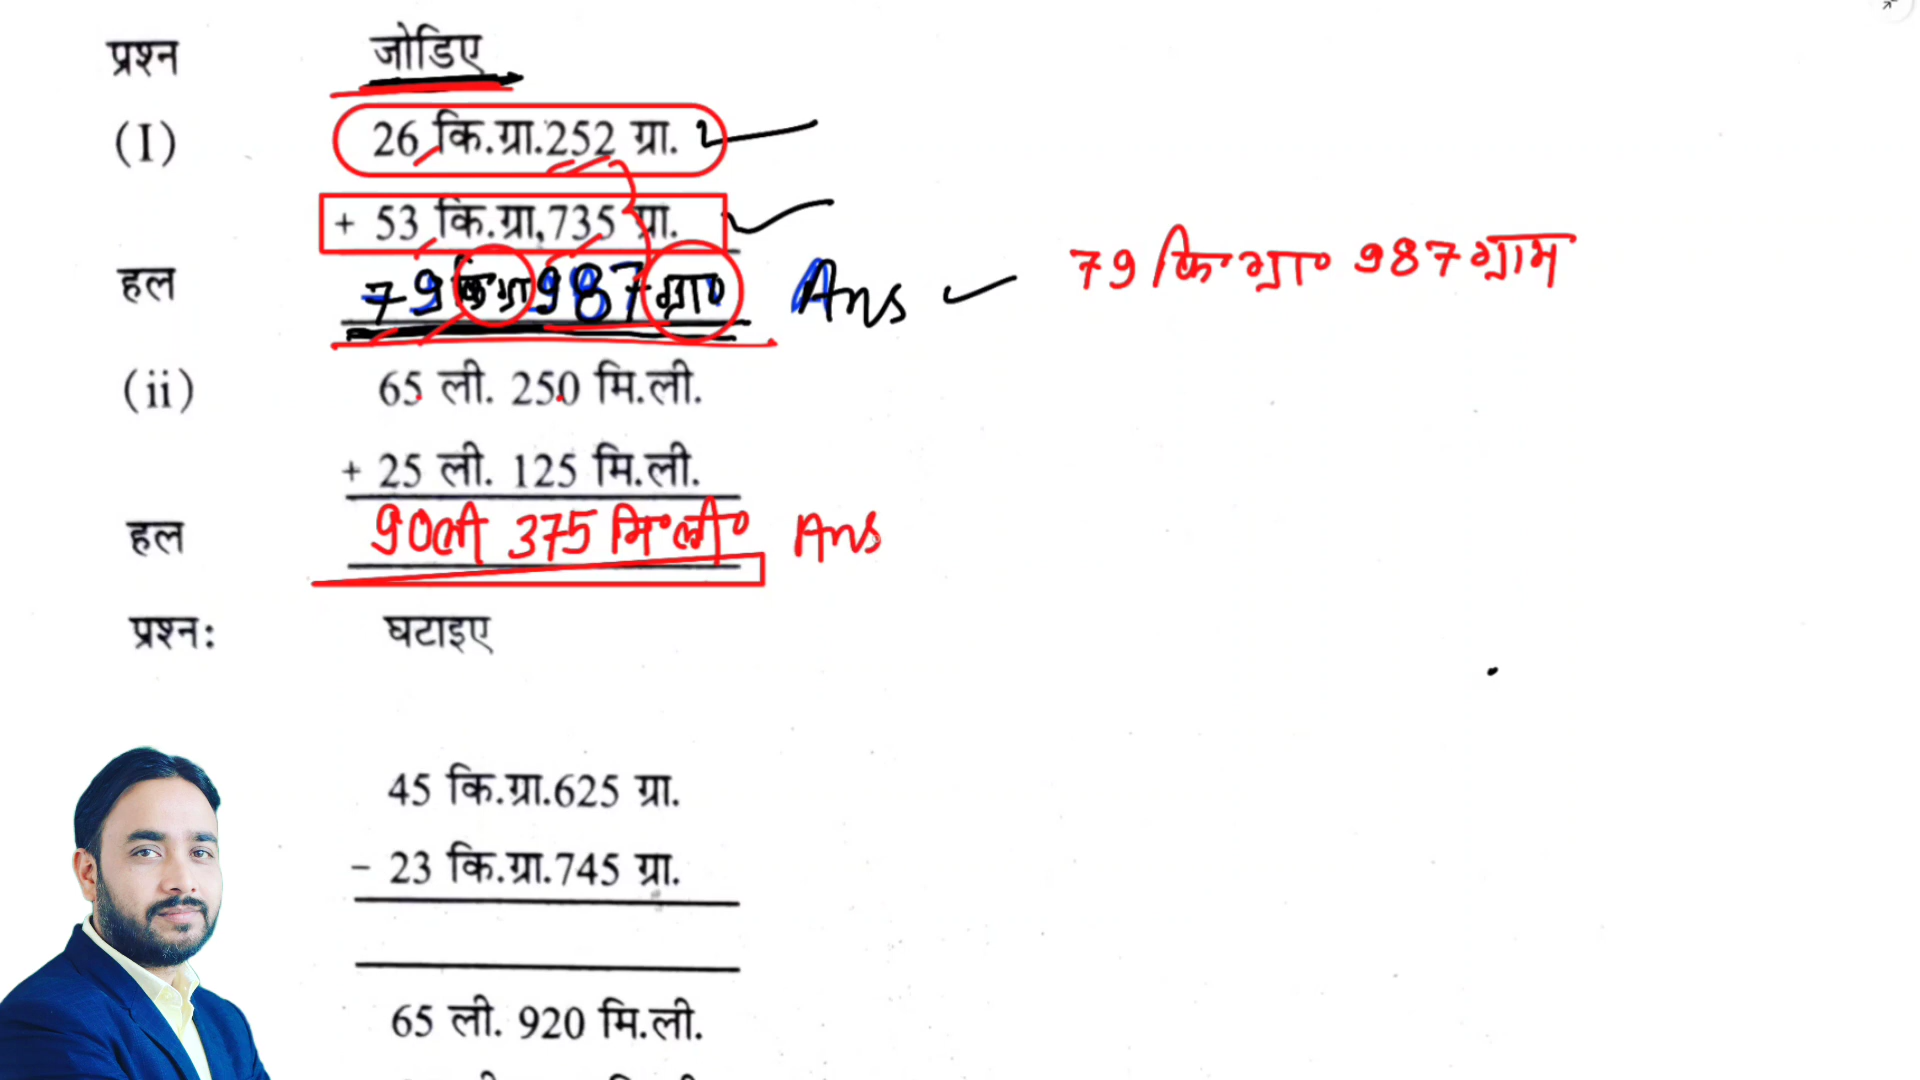 प्रश्न जोडिए
(I) 26 कि.ग्रा.252 ग्रा.
+ 53 कि.ग्रा,735 ग्रा.
हल 79 कि॰ग्रा 987 ग्रा॰ Ans 79 कि॰ग्रा॰ 987 ग्राम
(ii) 65 ली. 250 मि.ली.
+ 25 ली. 125 मि.ली.
हल 90ली 375 मि॰ली॰ Ans
प्रश्न: घटाइए
45 कि.ग्रा.625 ग्रा.
- 23 कि.ग्रा.745 ग्रा.
65 ली. 920 मि.ली.